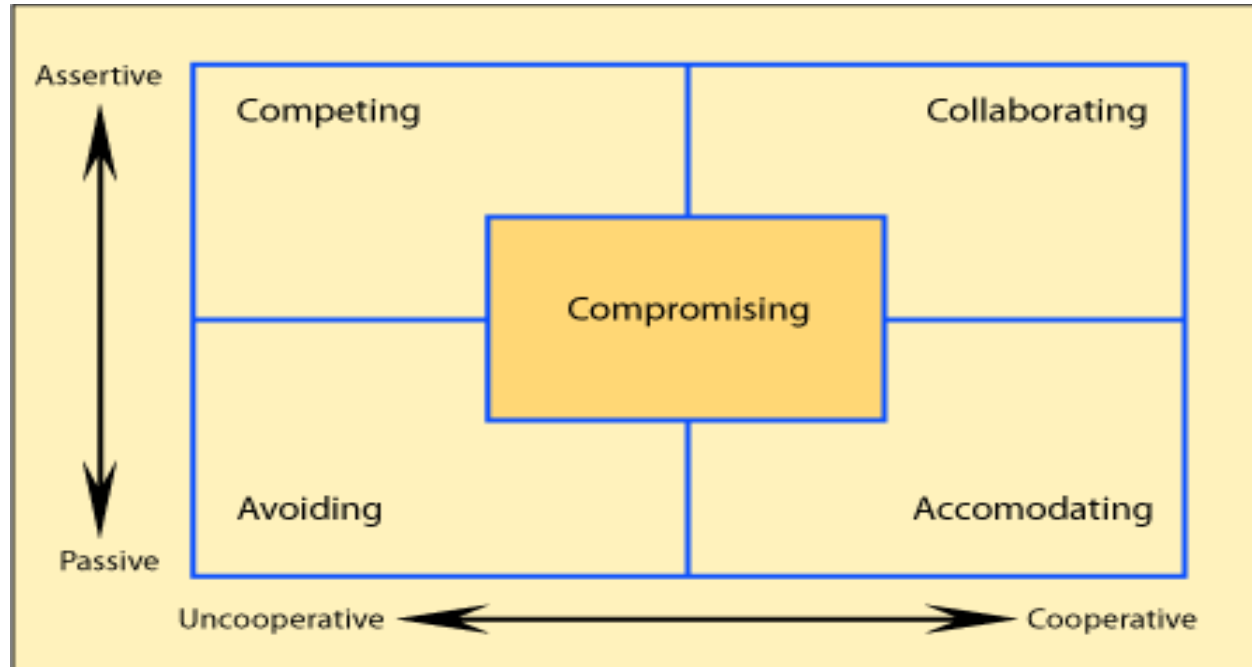 Assertive
Competing
Collaborating
Compromising
Avoiding
Accomodating
Passive
Uncooperative
Cooperative